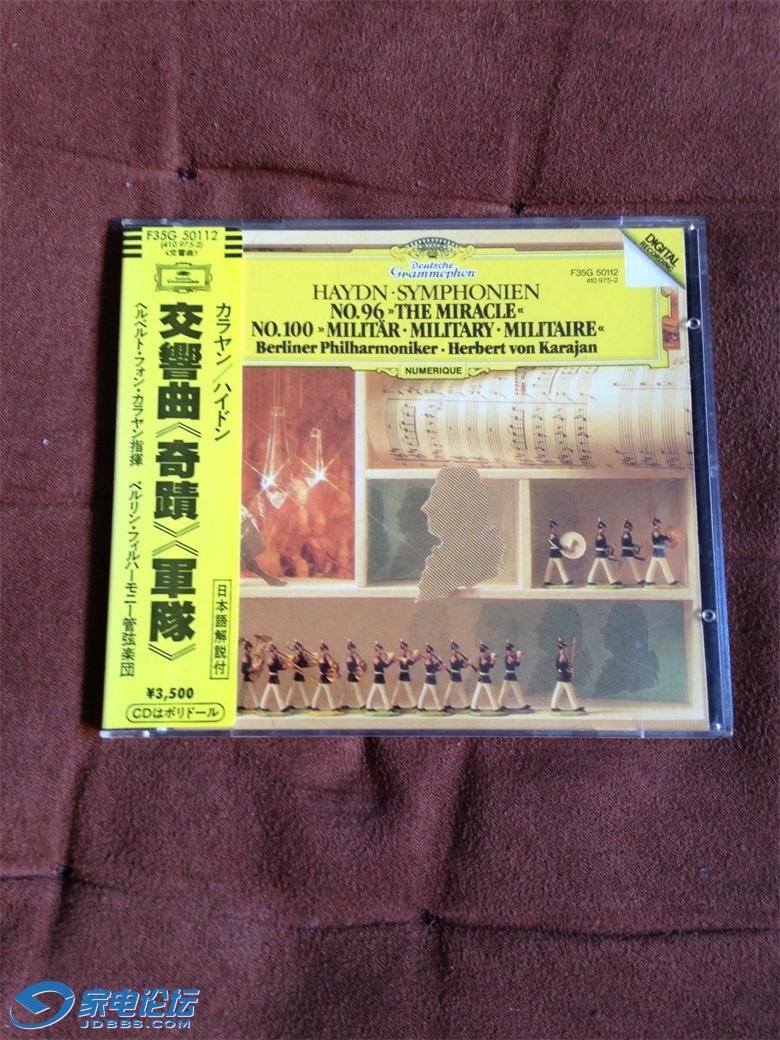 F35G 50112
(410 975-2)
〈交響曲〉
Deutsche
Grammophon
カラヤン/ハイドン
交響曲《奇蹟》《軍隊》
ヘルベルト・フォン・カラヤン指揮 ベルリン・フィルハーモニー管弦楽団
日本語解説付
¥3,500
CDはポリドール
Deutsche
Grammophon
DIGITAL
RECORDING
F35G 50112
410 975-2
HAYDN · SYMPHONIEN
NO.96 »THE MIRACLE«
NO.100 »MILITÄR · MILITARY · MILITAIRE«
Berliner Philharmoniker · Herbert von Karajan
NUMERIQUE
家电论坛
JDBBS.COM